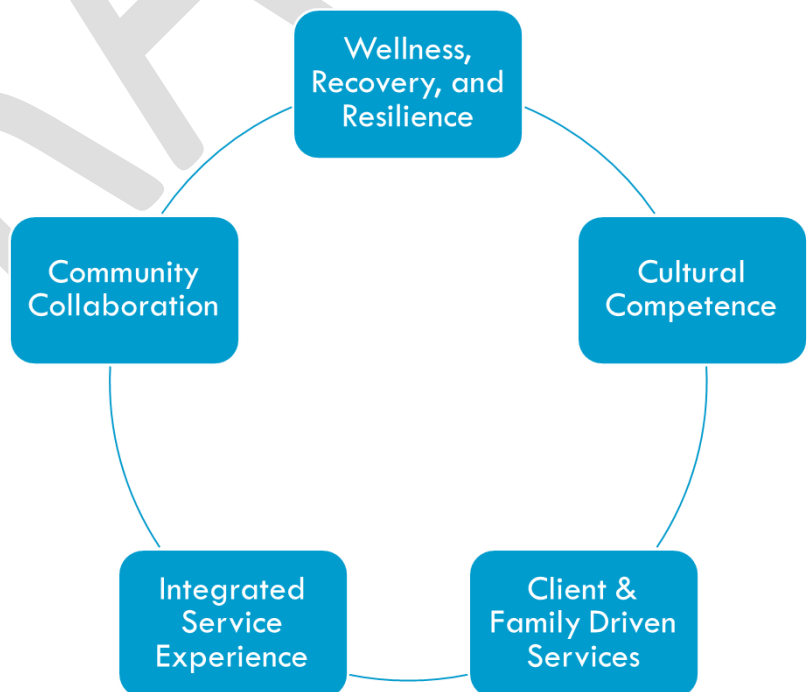 Wellness,
Recovery, and
Resilience
Cultural
Competence
Client &
Family Driven
Services
Integrated
Service
Experience
Community
Collaboration